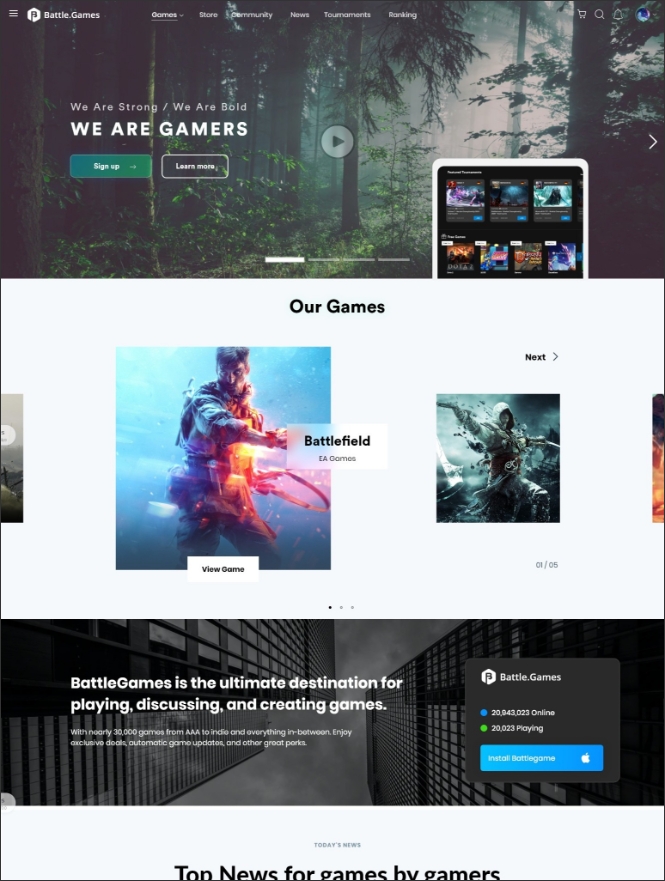 Battle.Games
Games
Store
Community
News
Tournaments
Ranking
We Are Strong / We Are Bold
WE ARE GAMERS
Sign up →
Learn more
Featured Tournaments
Free Games
Our Games
Next
Battlefield
EA Games
View Game
01 / 05
BattleGames is the ultimate destination for
playing, discussing, and creating games.
With nearly 30,000 games from AAA to indie and everything in-between. Enjoy
exclusive deals, automatic game updates, and other great perks.
Battle.Games
20,943,023 Online
20,023 Playing
Install Battlegame
TODAY'S NEWS
Top News for games by gamers